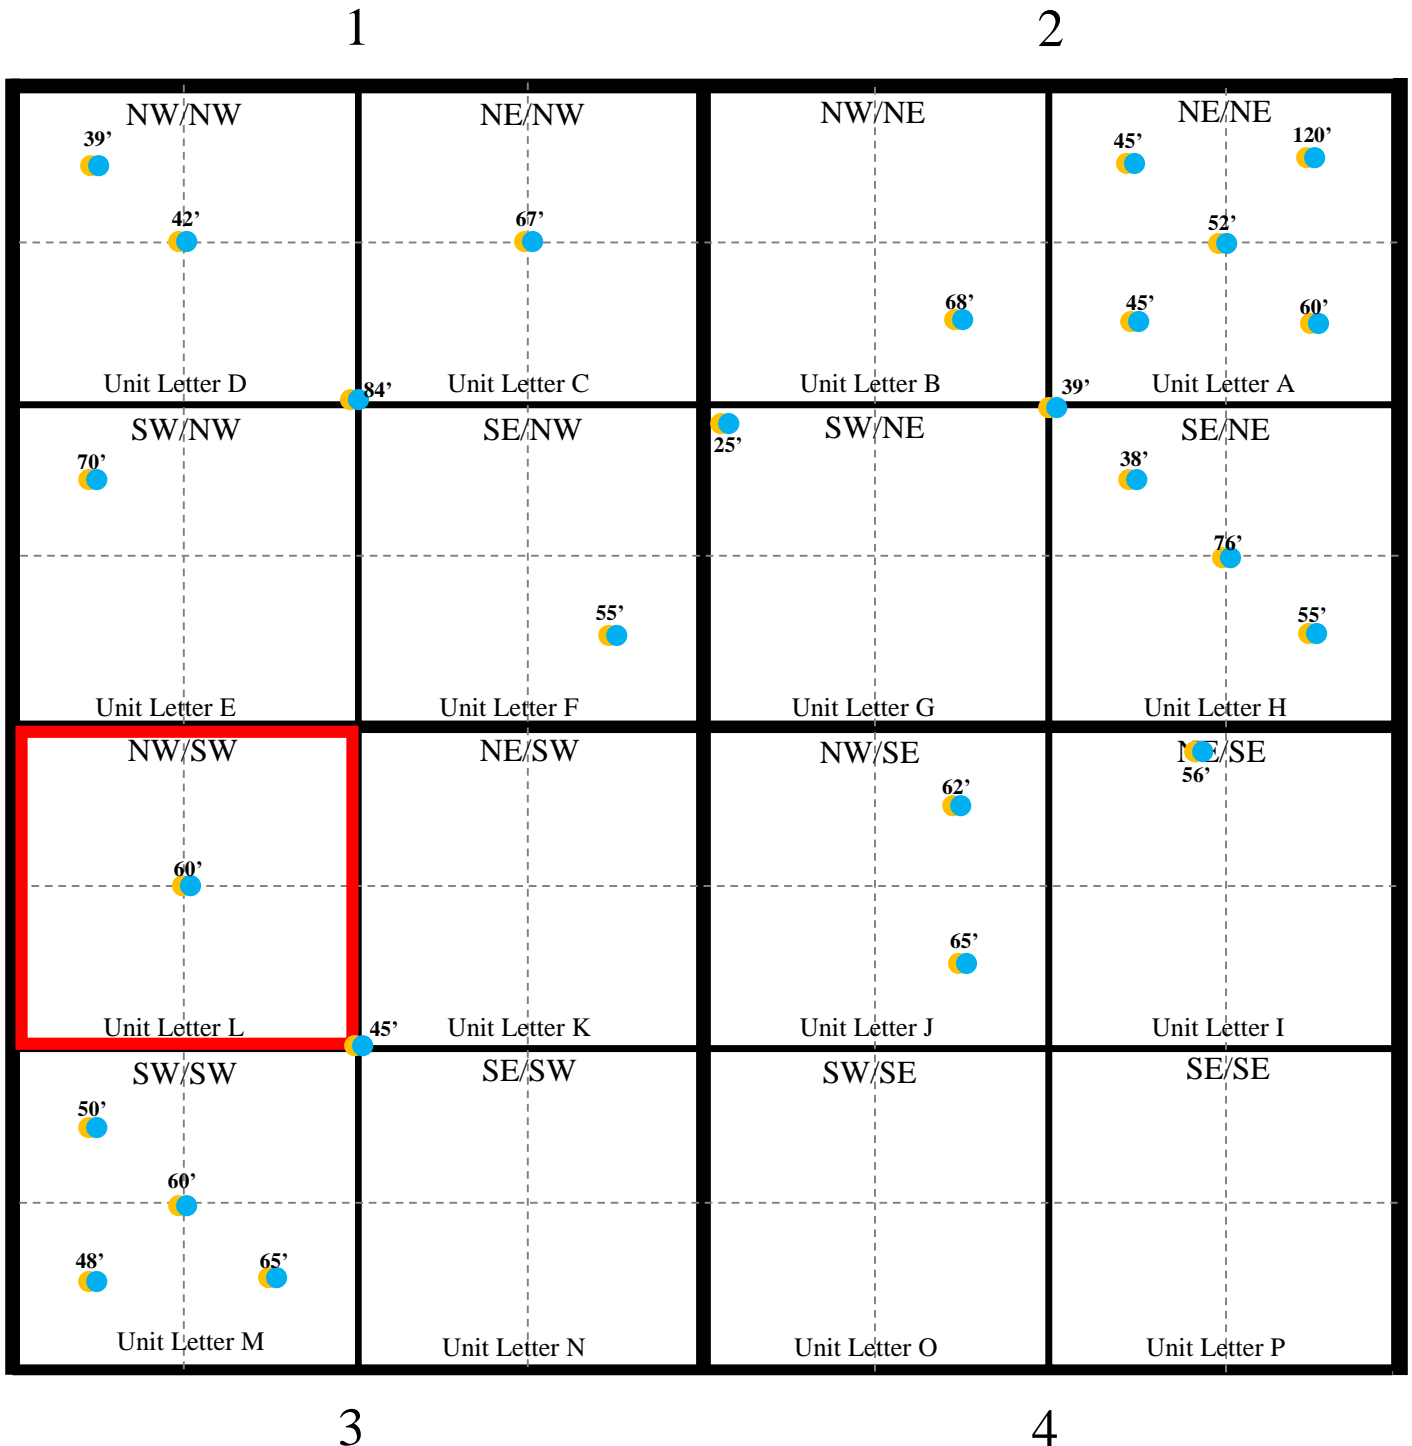 1
2
NW/NW
NE/NW
NW/NE
NE/NE
39’
45’
120’
42’
67’
52’
68’
45’
60’
Unit Letter D
84’
Unit Letter C
Unit Letter B
39’
Unit Letter A
SW/NW
SE/NW
25’
SW/NE
SE/NE
70’
38’
76’
55’
55’
Unit Letter E
Unit Letter F
Unit Letter G
Unit Letter H
NW/SW
NE/SW
NW/SE
NE/SE
56’
62’
60’
65’
Unit Letter L
45’
Unit Letter K
Unit Letter J
Unit Letter I
SW/SW
SE/SW
SW/SE
SE/SE
50’
60’
48’
65’
Unit Letter M
Unit Letter N
Unit Letter O
Unit Letter P
3
4